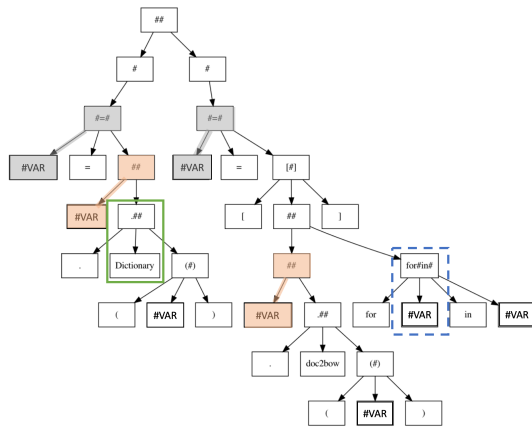 ##
# #
#=# #=#
#VAR = ## #VAR = [#]
#VAR .## [ ## ]
. Dictionary (#) ## for#in#
( #VAR ) #VAR .## for #VAR in #VAR
. doc2bow (#)
( #VAR )